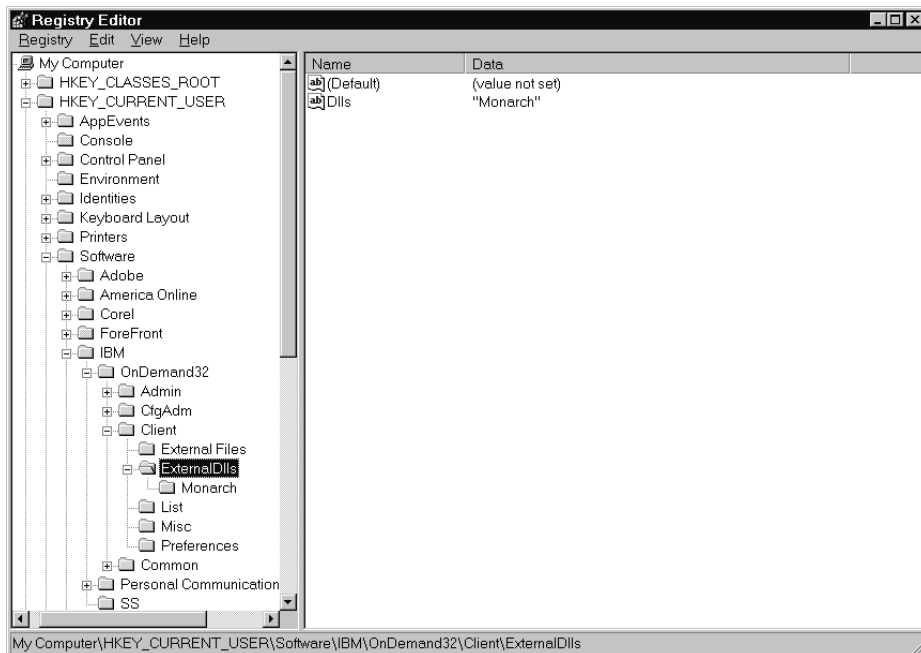 Registry Editor
Registry Edit View Help
My Computer
HKEY_CLASSES_ROOT
HKEY_CURRENT_USER
AppEvents
Console
Control Panel
Environment
Identities
Keyboard Layout
Printers
Software
Adobe
America Online
Corel
ForeFront
IBM
OnDemand32
Admin
CfgAdm
Client
External Files
ExternalDlls
Monarch
List
Misc
Preferences
Common
Personal Communication
SS
Name Data
ab (Default) (value not set)
ab Dlls "Monarch"
My Computer\HKEY_CURRENT_USER\Software\IBM\OnDemand32\Client\ExternalDlls